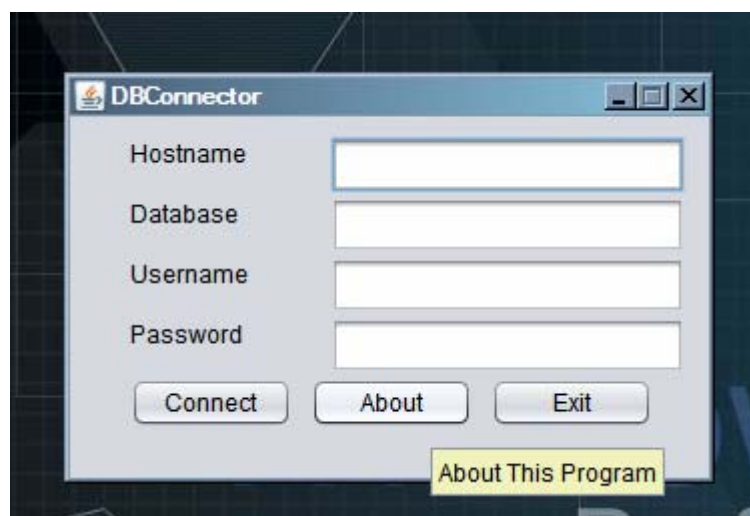 DBConnector
Hostname
Database
Username
Password
Connect About Exit
About This Program